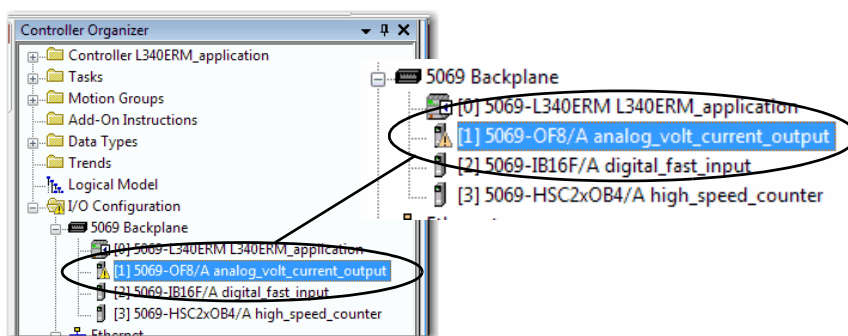 Controller Organizer
Controller L340ERM_application
Tasks
Motion Groups
Add-On Instructions
Data Types
Trends
Logical Model
I/O Configuration
5069 Backplane
[0] 5069-L340ERM L340ERM_application
[1] 5069-OF8/A analog_volt_current_output
[2] 5069-IB16F/A digital_fast_input
[3] 5069-HSC2xOB4/A high_speed_counter
Ethernet
5069 Backplane
[0] 5069-L340ERM L340ERM_application
[1] 5069-OF8/A analog_volt_current_output
[2] 5069-IB16F/A digital_fast_input
[3] 5069-HSC2xOB4/A high_speed_counter